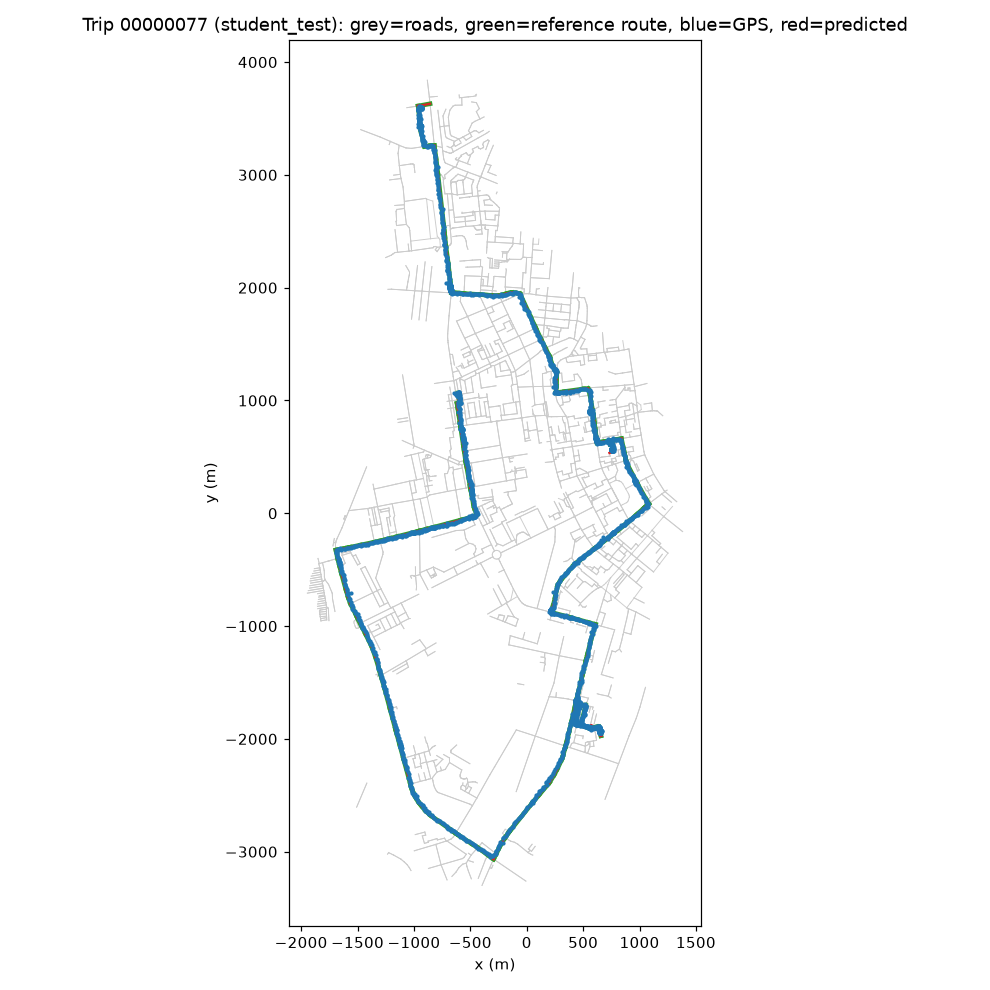 Trip 00000077 (student_test): grey=roads, green=reference route, blue=GPS, red=predicted
4000
3000
2000
1000
0
−1000
−2000
−3000
y (m)
−2000 −1500 −1000 −500 0 500 1000 1500
x (m)